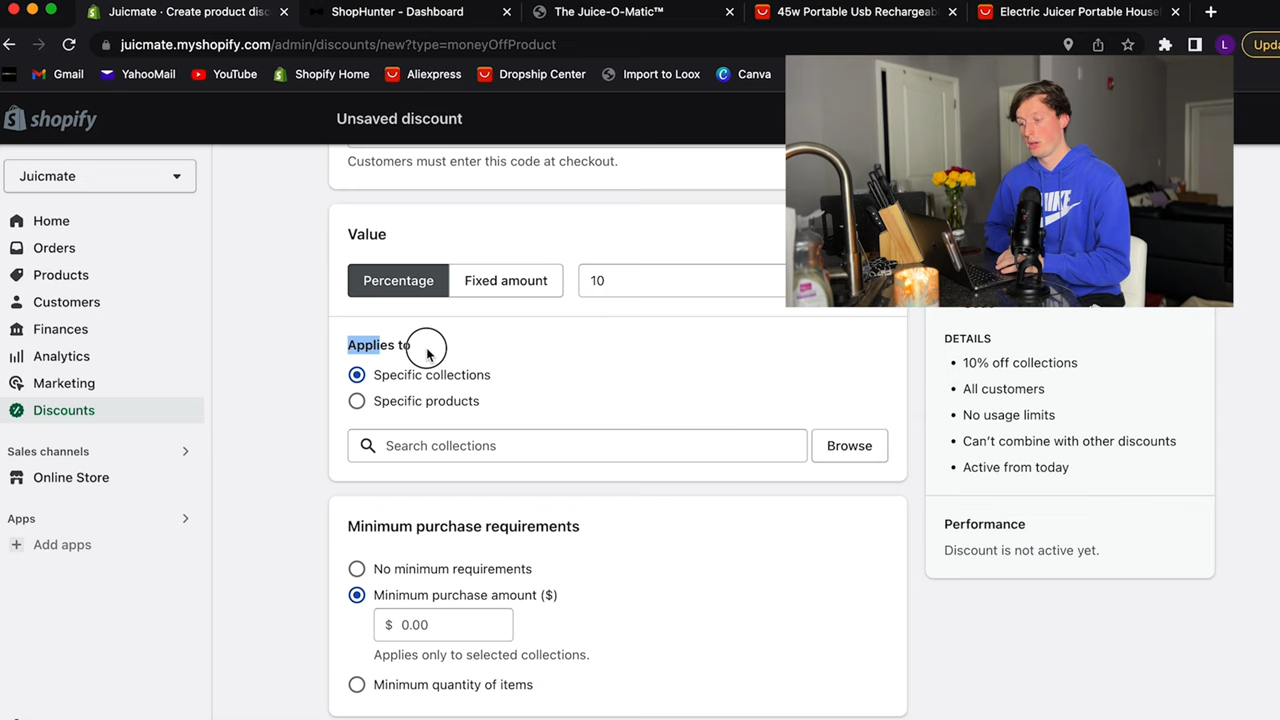 Juicmate · Create product disc
ShopHunter - Dashboard
The Juice-O-Matic™
45w Portable Usb Rechargeab
Electric Juicer Portable Househ
juicmate.myshopify.com/admin/discounts/new?type=moneyOffProduct
L
Upda
Gmail
YahooMail
YouTube
Shopify Home
Aliexpress
Dropship Center
Import to Loox
Canva
shopify
Unsaved discount
Juicmate
Home
Orders
Products
Customers
Finances
Analytics
Marketing
Discounts
Sales channels
Online Store
Apps
Add apps
Customers must enter this code at checkout.
Value
Percentage
Fixed amount
10
Applies to
Specific collections
Specific products
Search collections
Browse
Minimum purchase requirements
No minimum requirements
Minimum purchase amount ($)
$ 0.00
Applies only to selected collections.
Minimum quantity of items
DETAILS
• 10% off collections
• All customers
• No usage limits
• Can't combine with other discounts
• Active from today
Performance
Discount is not active yet.